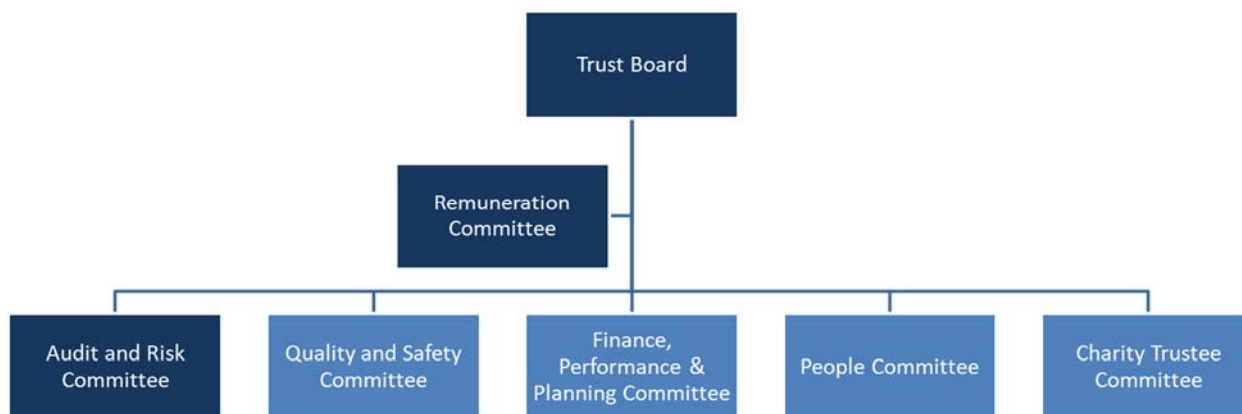 Trust Board
Remuneration
Committee
Audit and Risk
Committee
Quality and Safety
Committee
Finance,
Performance &
Planning Committee
People Committee
Charity Trustee
Committee